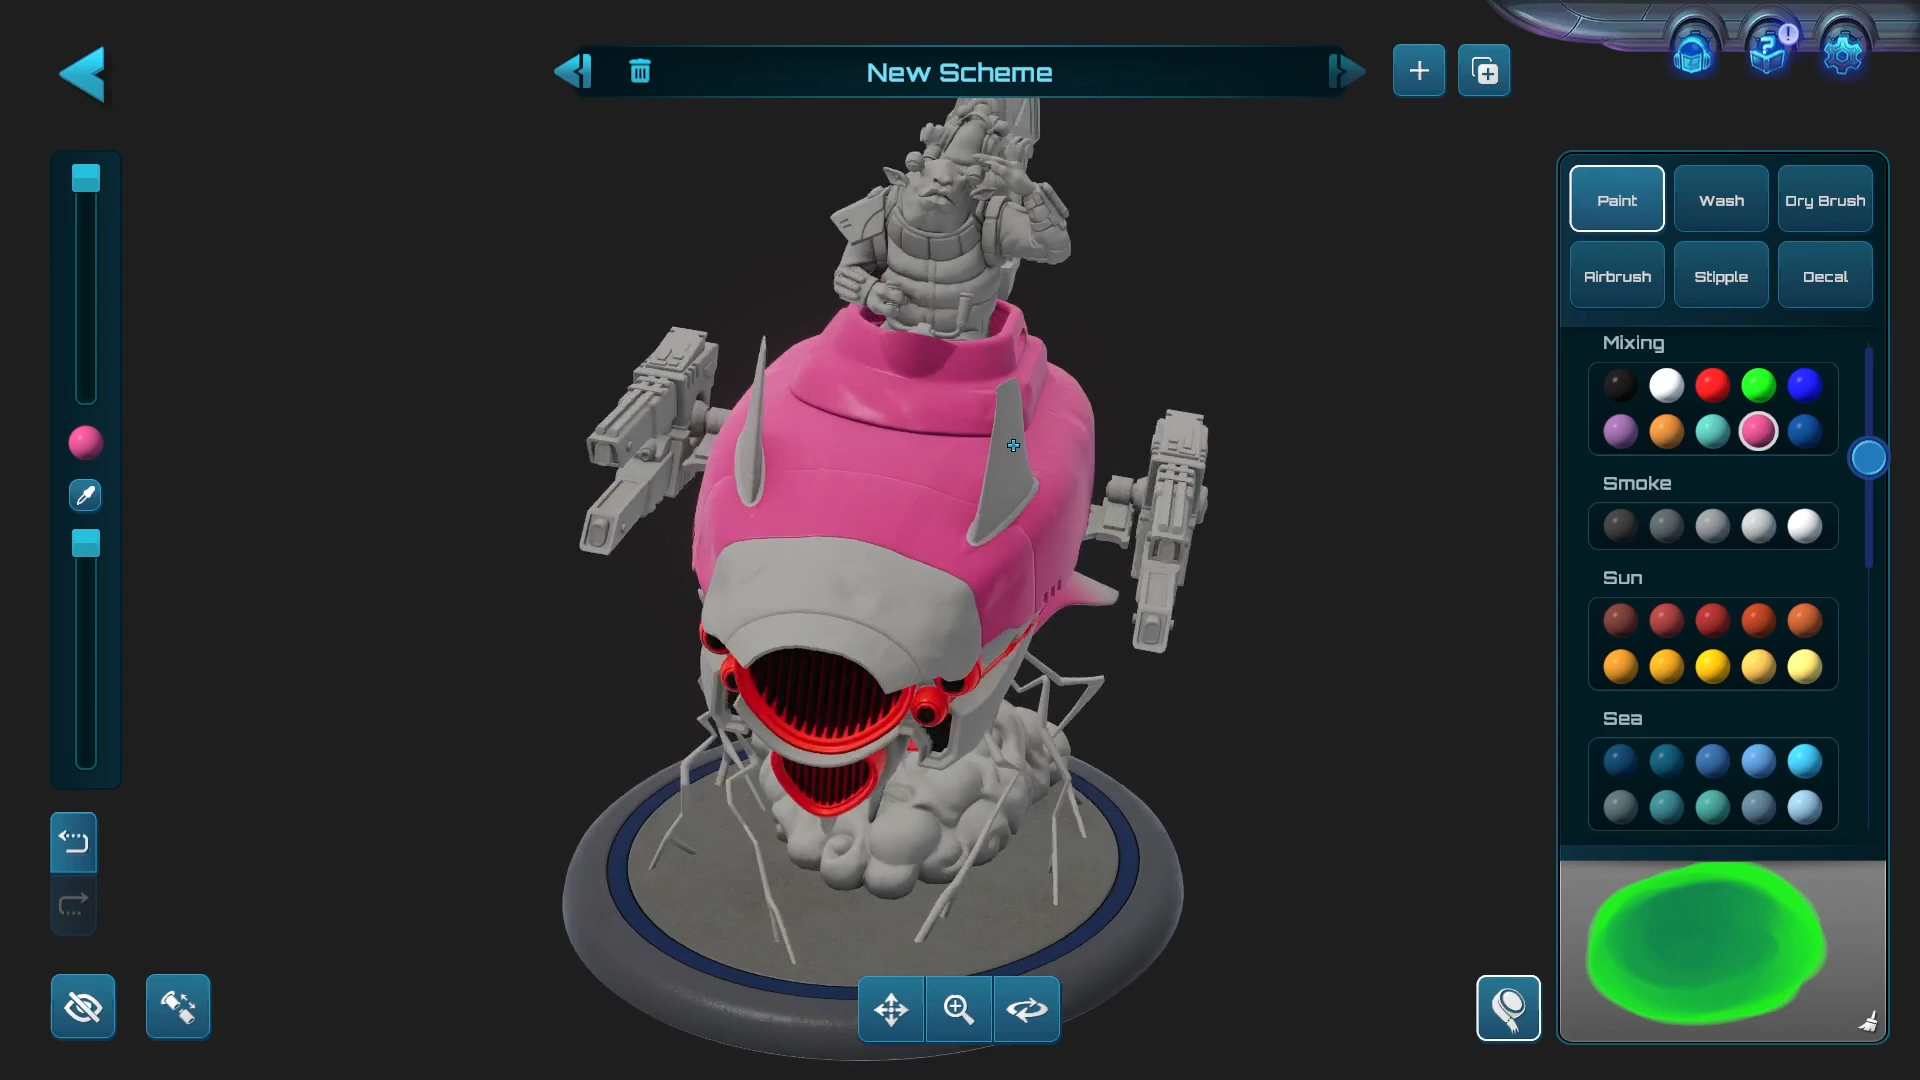 New Scheme
Paint
Wash
Dry Brush
Airbrush
Stipple
Decal
Mixing
Smoke
Sun
Sea